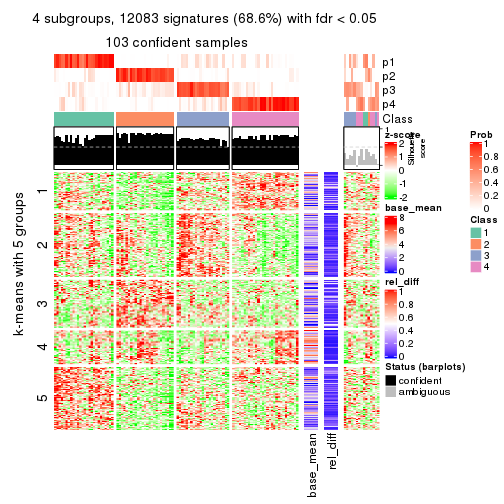 4 subgroups, 12083 signatures (68.6%) with fdr < 0.05
103 confident samples
p1
p2
p3
p4
Class
1
Silhouette
score
k-means with 5 groups
1
2
3
4
5
base_mean
rel_diff
z-score
2
1
0
-1
-2
base_mean
8
6
4
2
0
rel_diff
1
0.8
0.6
0.4
0.2
0
Status (barplots)
confident
ambiguous
Prob
1
0.8
0.6
0.4
0.2
0
Class
1
2
3
4